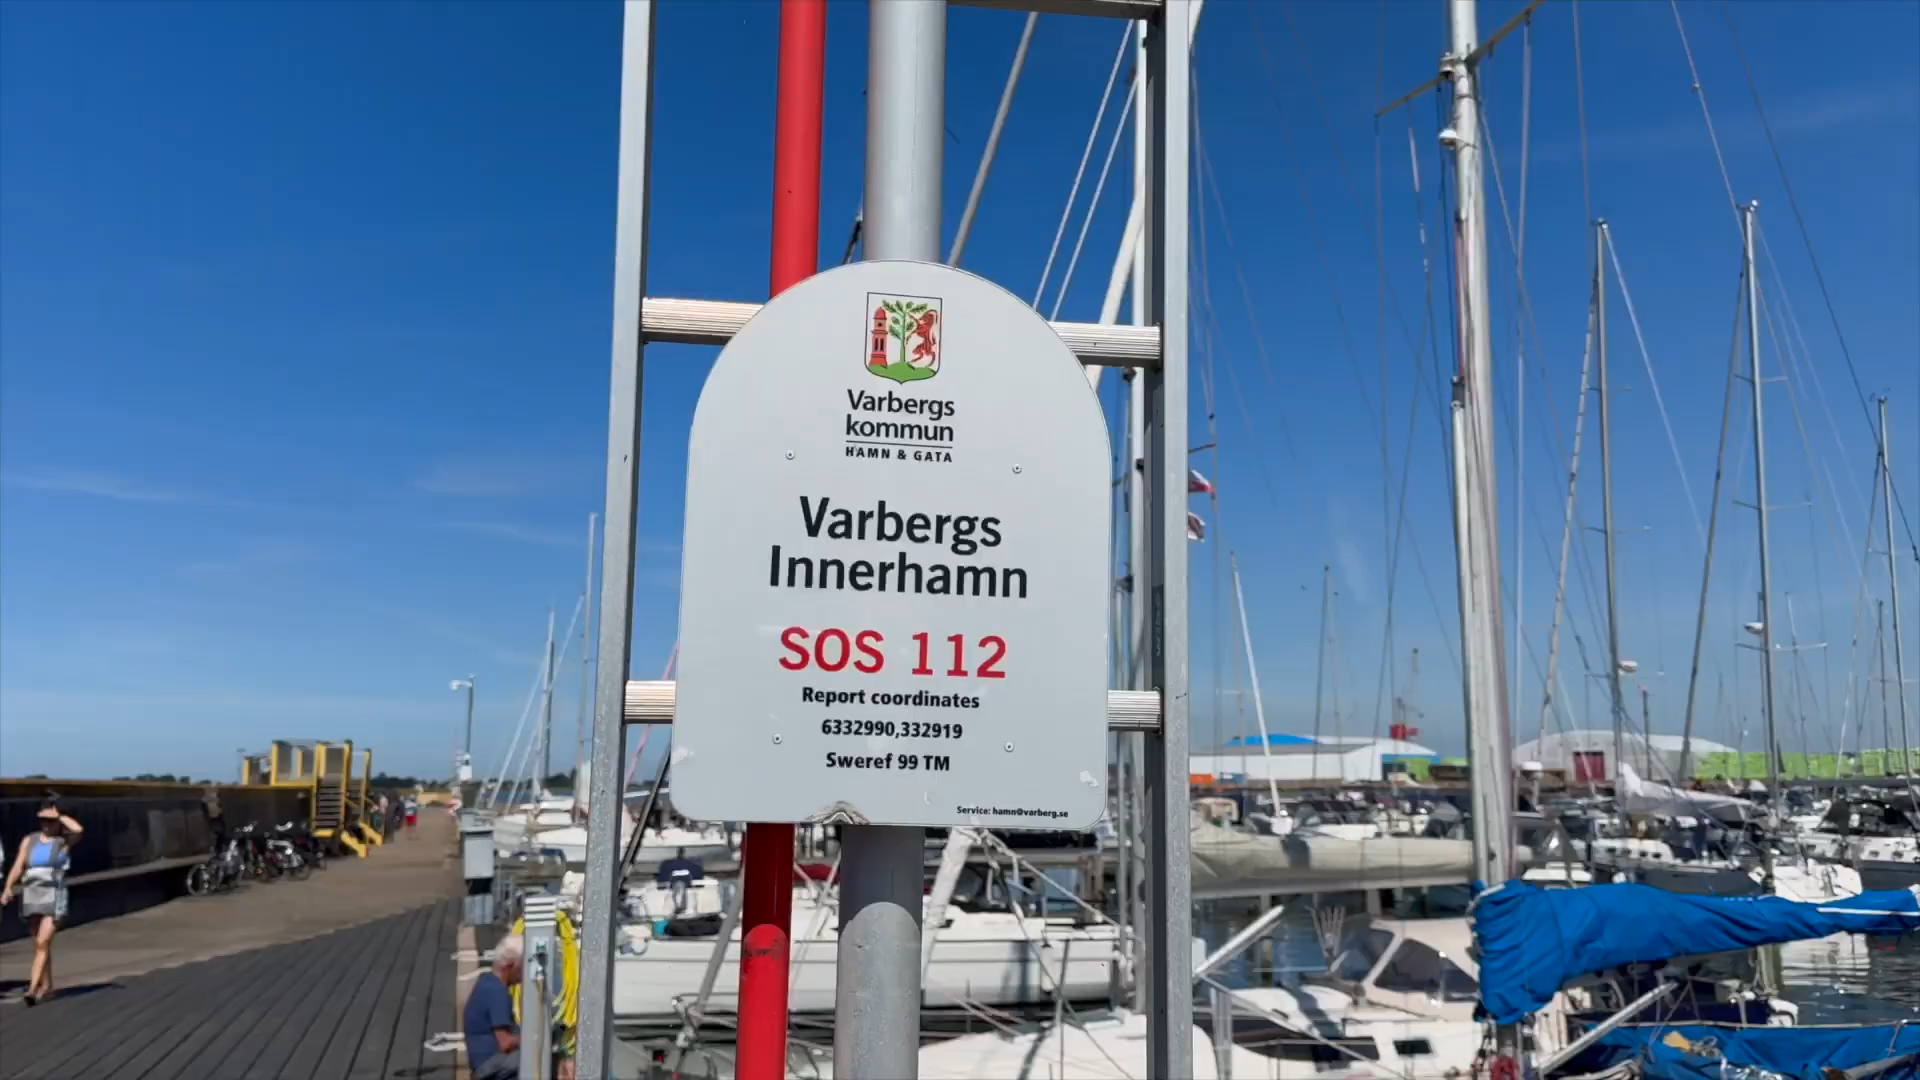 Varbergs
kommun
HAMN & GATA
Varbergs
Innerhamn
SOS 112
Report coordinates
6332990,332919
Sweref 99 TM
Service: hamn@varberg.se